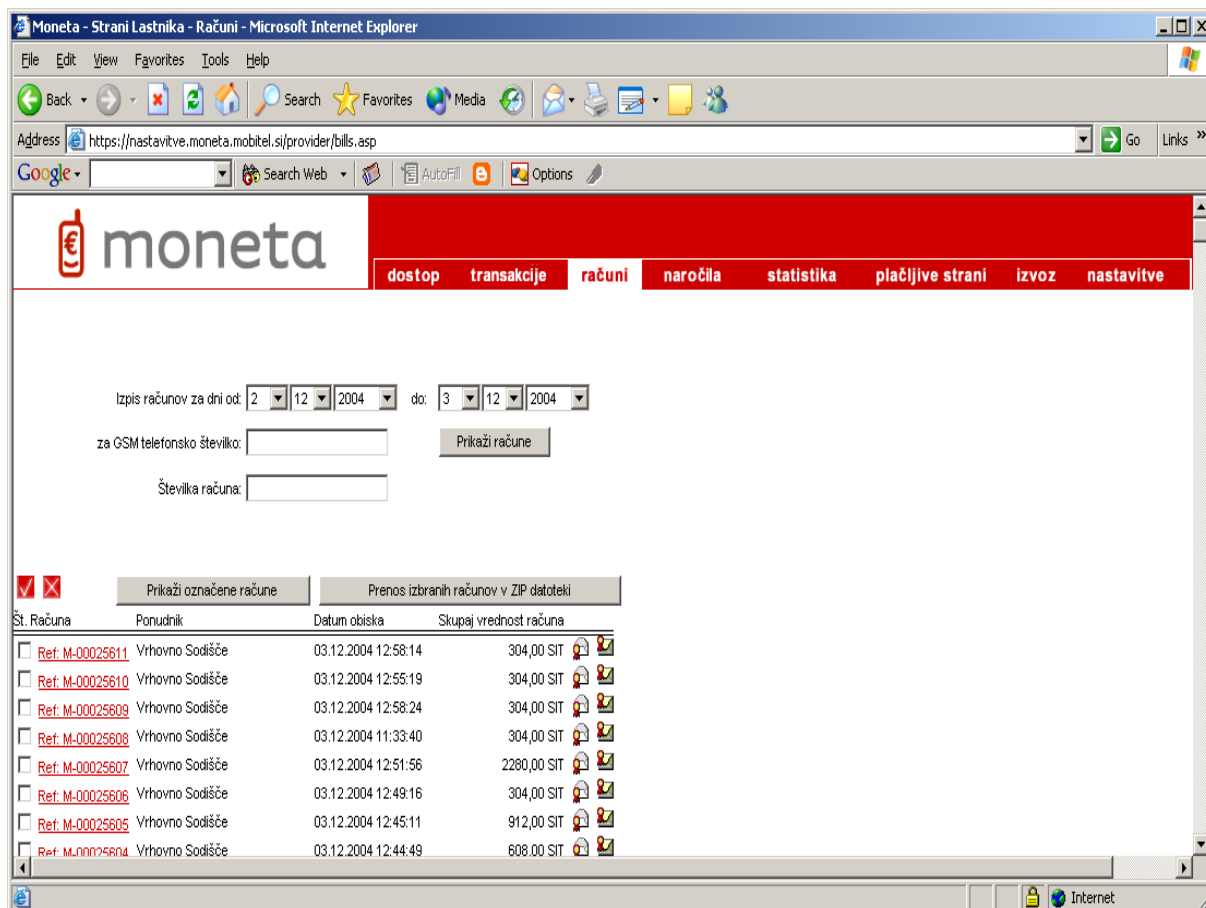 Moneta - Strani Lastnika - Računi - Microsoft Internet Explorer
File Edit View Favorites Tools Help
Back Search Favorites Media
Address https://nastavitve.moneta.mobitel.si/provider/bills.asp Go Links »
Google Search Web AutoFill Options
€ moneta
dostop transakcije računi naročila statistika plačljive strani izvoz nastavitve
Izpis računov za dni od: 2 12 2004 do: 3 12 2004
za GSM telefonsko številko: Prikaži račune
Številka računa:
Prikaži označene račune Prenos izbranih računov v ZIP datoteki
Št. Računa Ponudnik Datum obiska Skupaj vrednost računa
Ref: M-00025611 Vrhovno Sodišče 03.12.2004 12:58:14 304,00 SIT
Ref: M-00025610 Vrhovno Sodišče 03.12.2004 12:55:19 304,00 SIT
Ref: M-00025609 Vrhovno Sodišče 03.12.2004 12:58:24 304,00 SIT
Ref: M-00025608 Vrhovno Sodišče 03.12.2004 11:33:40 304,00 SIT
Ref: M-00025607 Vrhovno Sodišče 03.12.2004 12:51:56 2280,00 SIT
Ref: M-00025606 Vrhovno Sodišče 03.12.2004 12:49:16 304,00 SIT
Ref: M-00025605 Vrhovno Sodišče 03.12.2004 12:45:11 912,00 SIT
Ref: M-00025604 Vrhovno Sodišče 03.12.2004 12:44:49 608,00 SIT
Internet